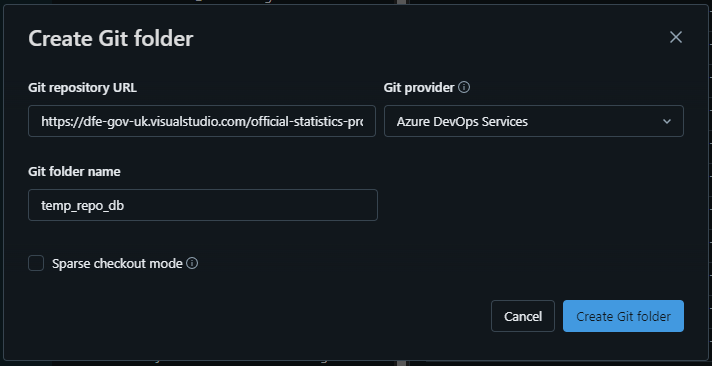 Create Git folder
Git repository URL
Git provider
https://dfe-gov-uk.visualstudio.com/official-statistics-pro
Azure DevOps Services
Git folder name
temp_repo_db
Sparse checkout mode
Cancel
Create Git folder